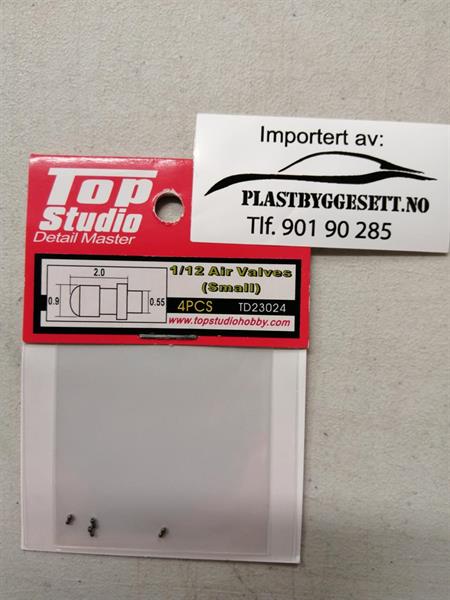 Importert av:
PLASTBYGGESETT.NO
Tlf. 901 90 285
Top
Studio
Detail Master
2.0
0.9
0.55
1/12 Air Valves
(Small)
4PCS TD23024
www.topstudiohobby.com